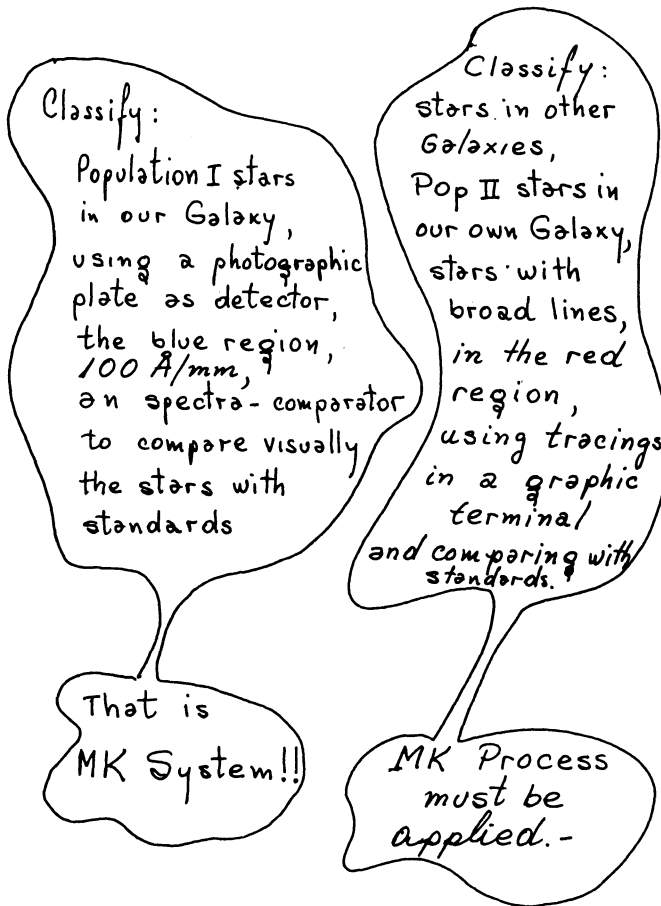 Classify:
Population I stars
in our Galaxy,
using a photographic
plate as detector,
the blue region,
100 Å/mm,
an spectra-comparator
to compare visually
the stars with
standards
That is
MK System!!
Classify:
stars in other
Galaxies,
Pop II stars in
our own Galaxy,
stars with
broad lines,
in the red
region,
using tracings
in a graphic
terminal
and comparing with
standards.
MK Process
must be
applied.-